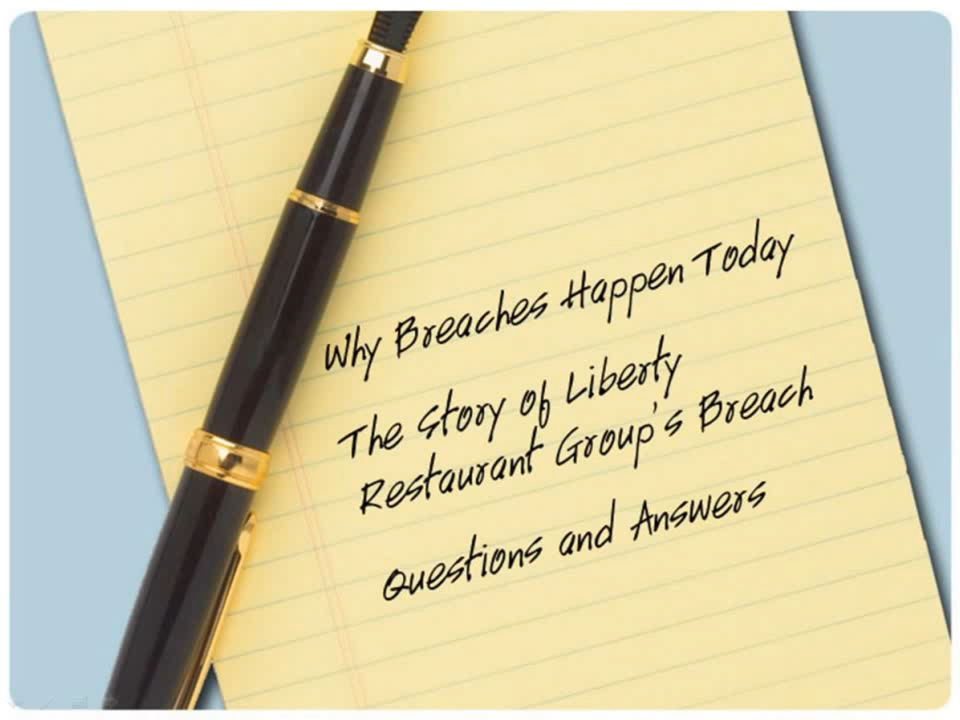 Why Breaches Happen Today
The Story of Liberty
Restaurant Group's Breach
Questions and Answers